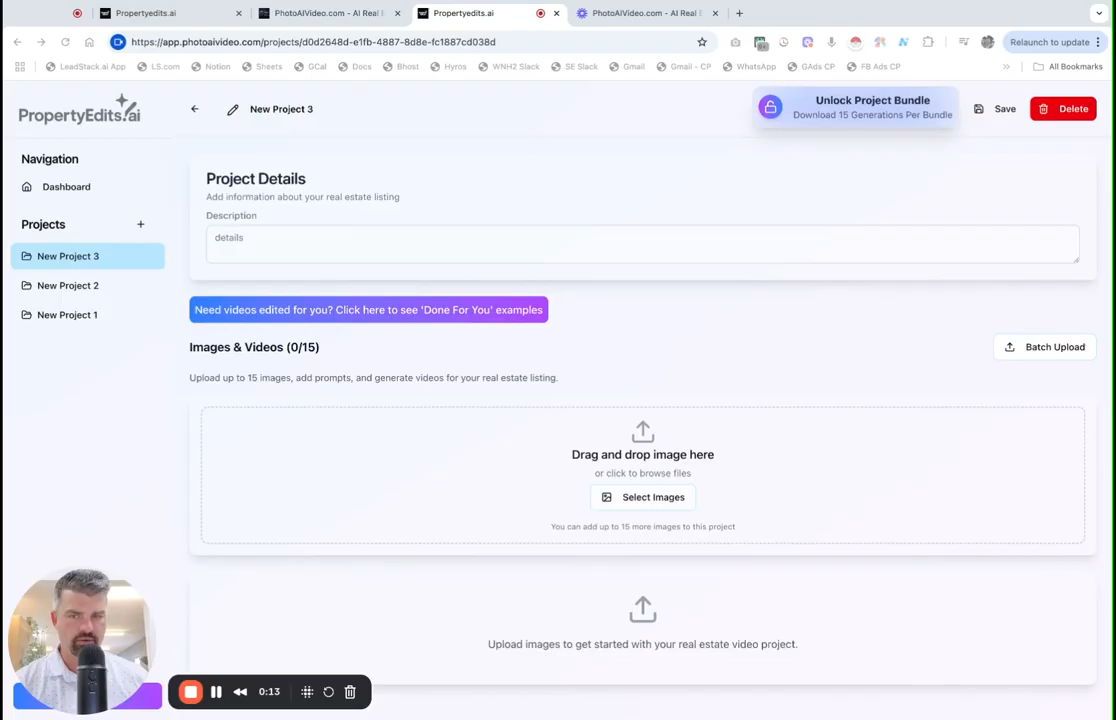 Propertyedits.ai
PhotoAIVideo.com - AI Real E
Propertyedits.ai
PhotoAIVideo.com - AI Real E
https://app.photoaivideo.com/projects/d0d2648d-e1fb-4887-8d8e-fc1887cd038d
Relaunch to update
LeadStack.ai App
LS.com
Notion
Sheets
GCal
Docs
Bhost
Hyros
WNH2 Slack
SE Slack
Gmail
Gmail - CP
WhatsApp
GAds CP
FB Ads CP
»
All Bookmarks
PropertyEdits.ai
New Project 3
Unlock Project Bundle
Download 15 Generations Per Bundle
Save
Delete
Navigation
Dashboard
Projects
New Project 3
New Project 2
New Project 1
Project Details
Add information about your real estate listing
Description
details
Need videos edited for you? Click here to see 'Done For You' examples
Images & Videos (0/15)
Batch Upload
Upload up to 15 images, add prompts, and generate videos for your real estate listing.
Drag and drop image here
or click to browse files
Select Images
You can add up to 15 more images to this project
Upload images to get started with your real estate video project.
0:13